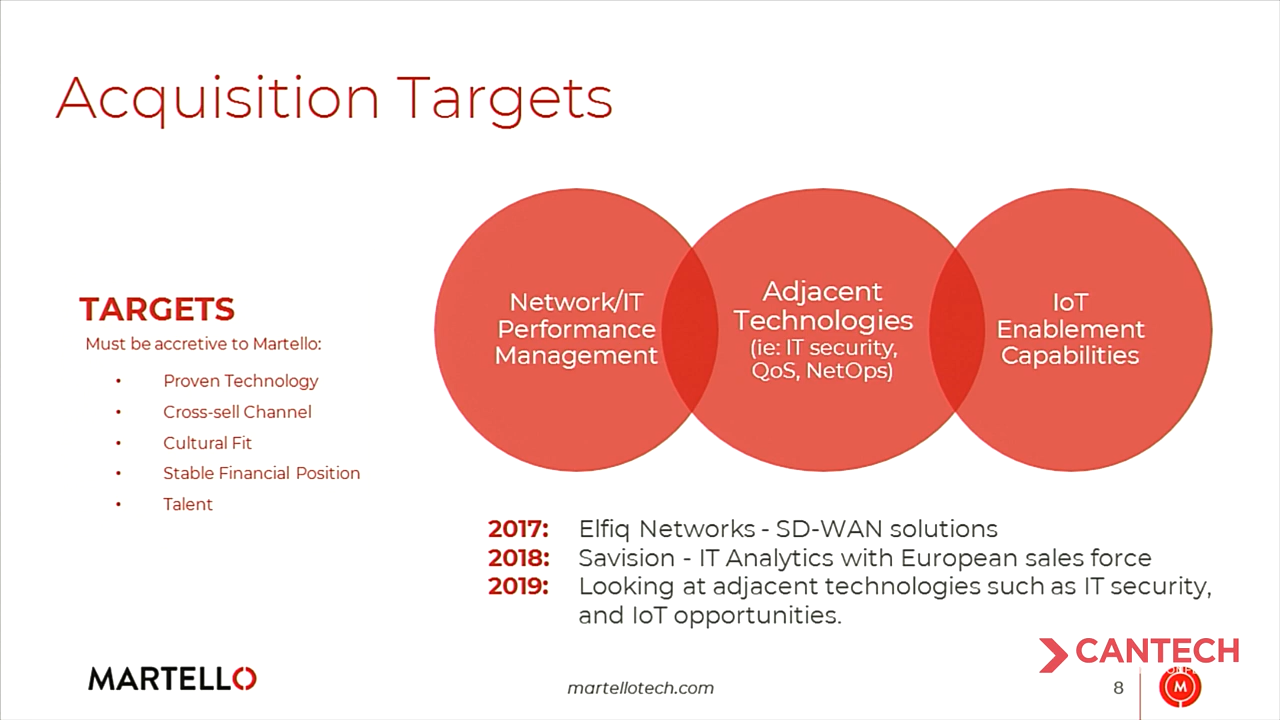 Acquisition Targets
TARGETS
Must be accretive to Martello:
• Proven Technology
• Cross-sell Channel
• Cultural Fit
• Stable Financial Position
• Talent
Network/IT
Performance
Management
Adjacent
Technologies
(ie: IT security,
QoS, NetOps)
IoT
Enablement
Capabilities
2017: Elfiq Networks - SD-WAN solutions
2018: Savision - IT Analytics with European sales force
2019: Looking at adjacent technologies such as IT security,
and IoT opportunities.
MARTELLO
martellotech.com
8
CANTECH
M